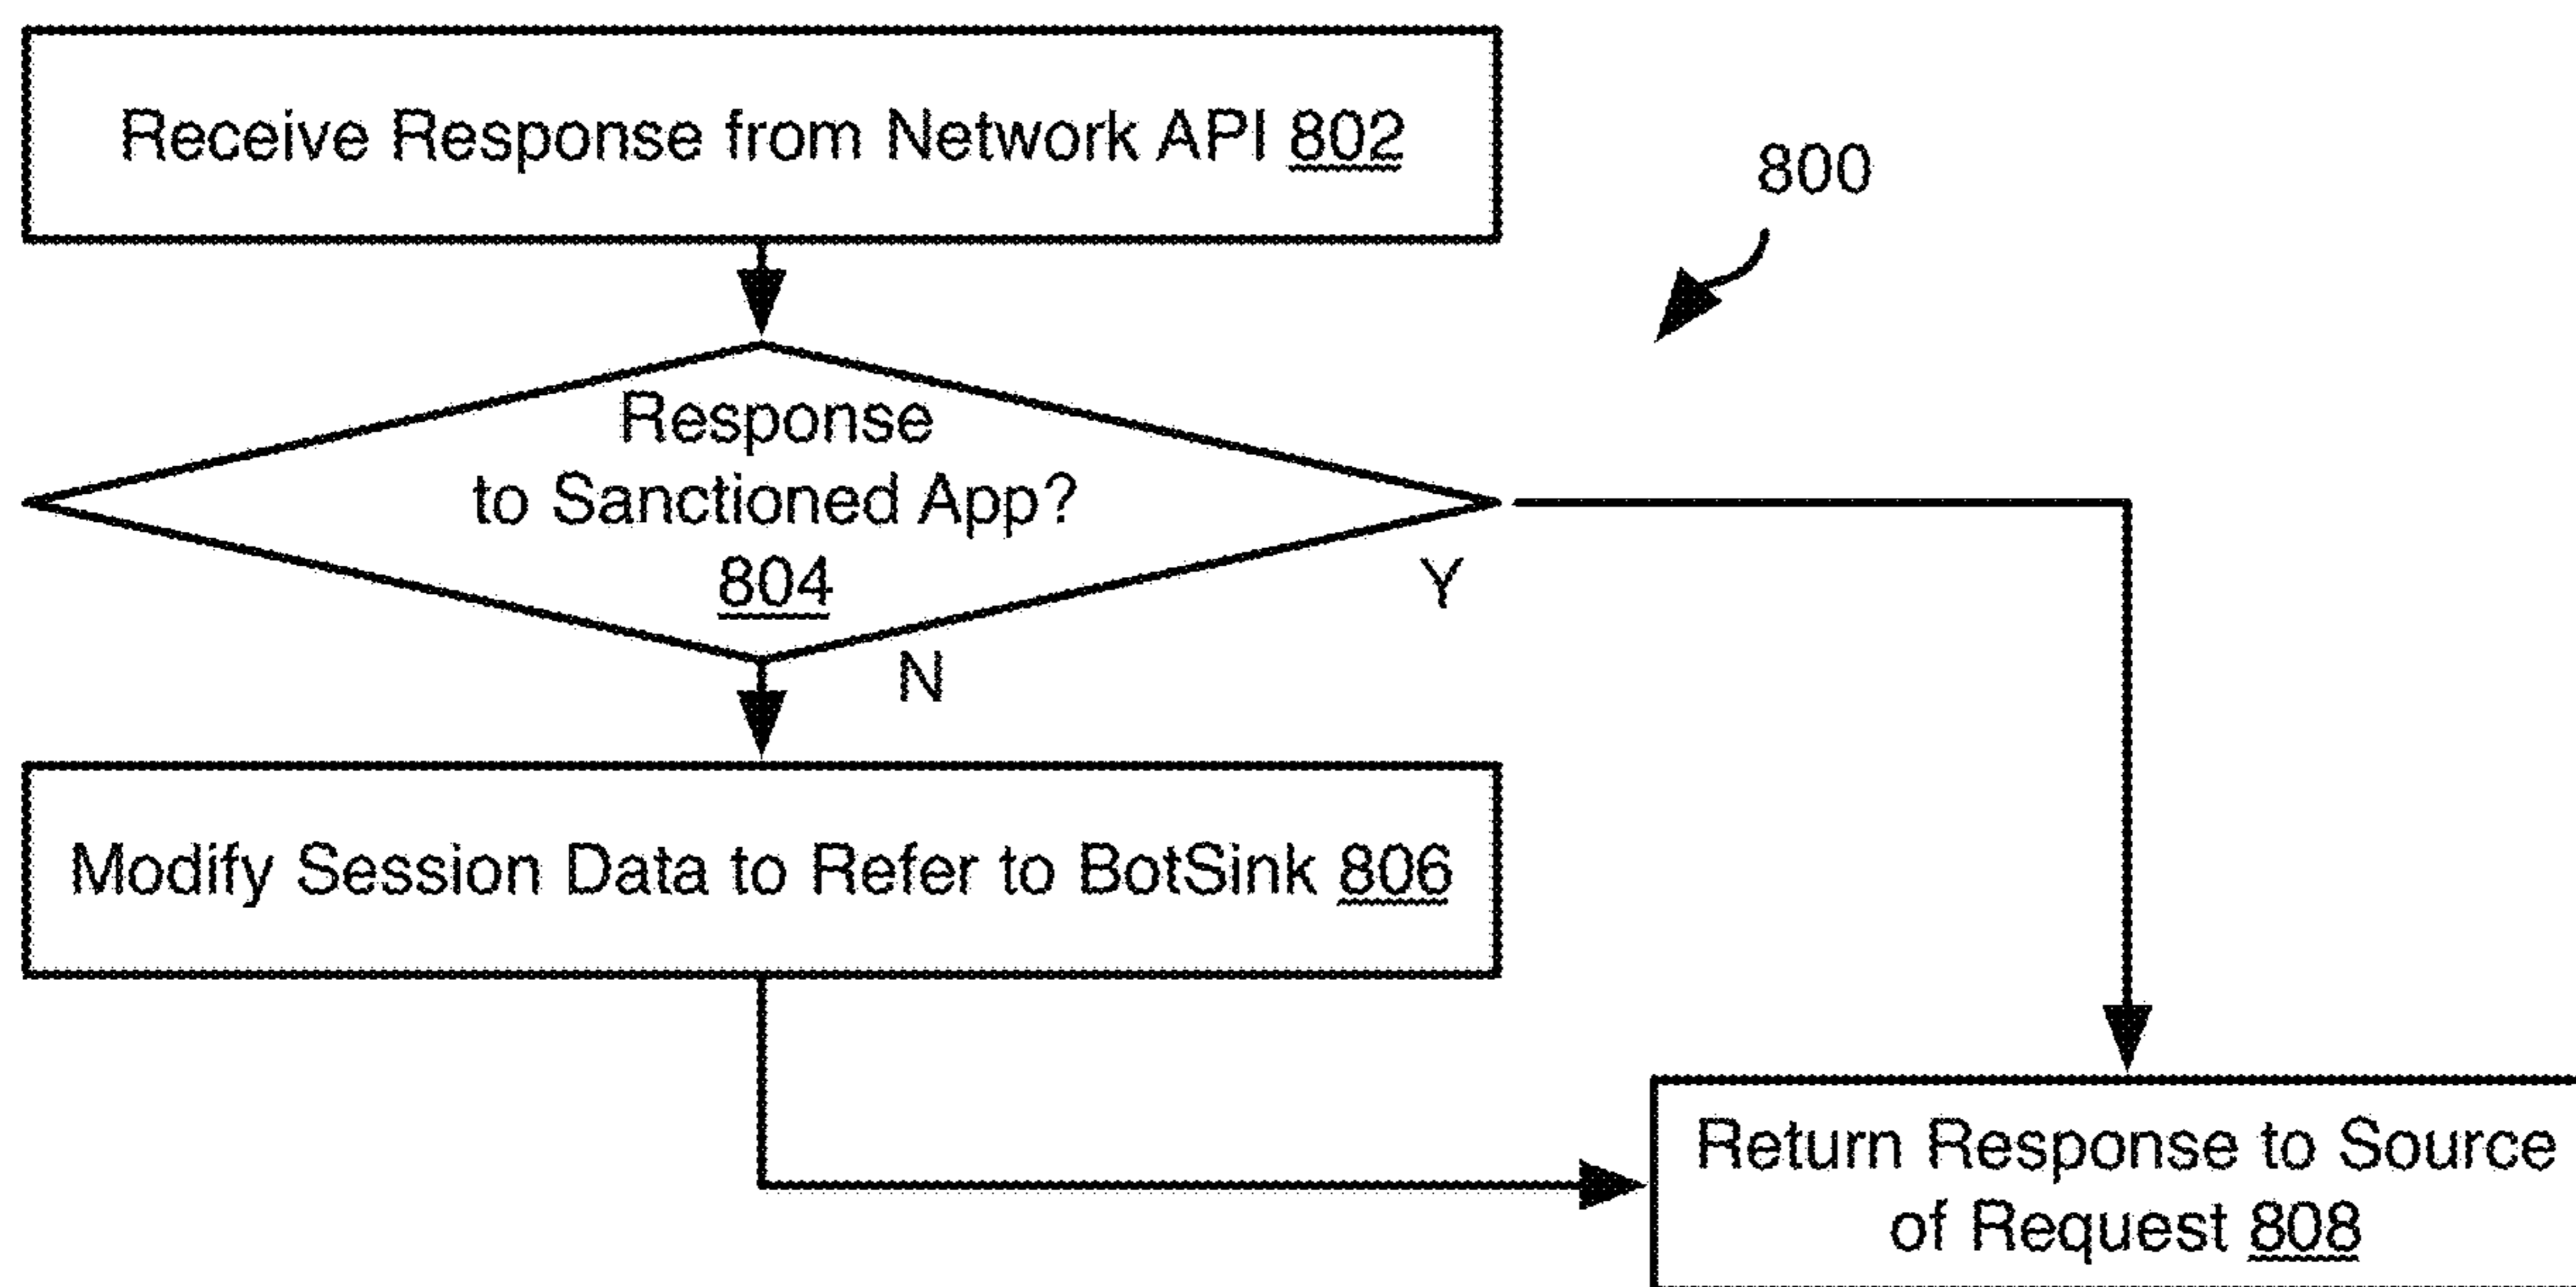 Receive Response from Network API 802
800
Response
to Sanctioned App?
804
Y
N
Modify Session Data to Refer to BotSink 806
Return Response to Source
of Request 808